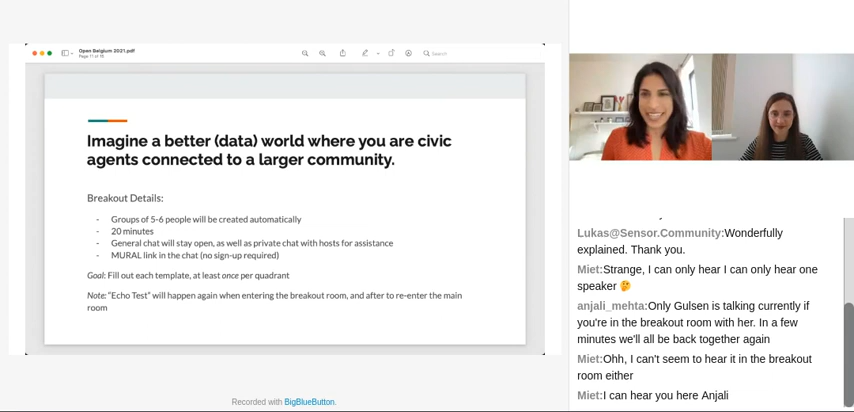 Open Belgium 2021.pdf
Page 11 of 15
Search
Imagine a better (data) world where you are civic
agents connected to a larger community.
Breakout Details:
- Groups of 5-6 people will be created automatically
- 20 minutes
- General chat will stay open, as well as private chat with hosts for assistance
- MURAL link in the chat (no sign-up required)
Goal: Fill out each template, at least once per quadrant
Note: “Echo Test” will happen again when entering the breakout room, and after to re-enter the main
room
Recorded with BigBlueButton.
Lukas@Sensor.Community:Wonderfully
explained. Thank you.
Miet:Strange, I can only hear I can only hear one
speaker 🤔
anjali_mehta:Only Gulsen is talking currently if
you're in the breakout room with her. In a few
minutes we'll all be back together again
Miet:Ohh, I can't seem to hear it in the breakout
room either
Miet:I can hear you here Anjali